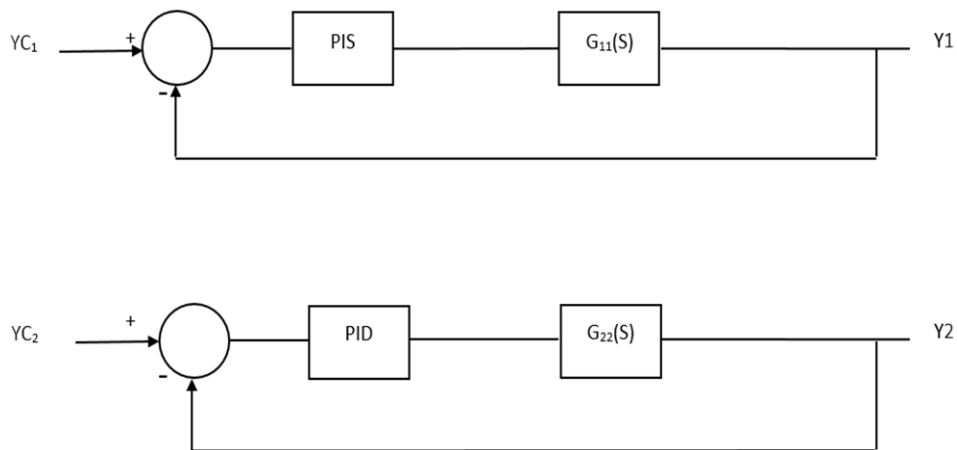 YC₁ + PIS G₁₁(S) Y1
-
YC₂ + PID G₂₂(S) Y2
-